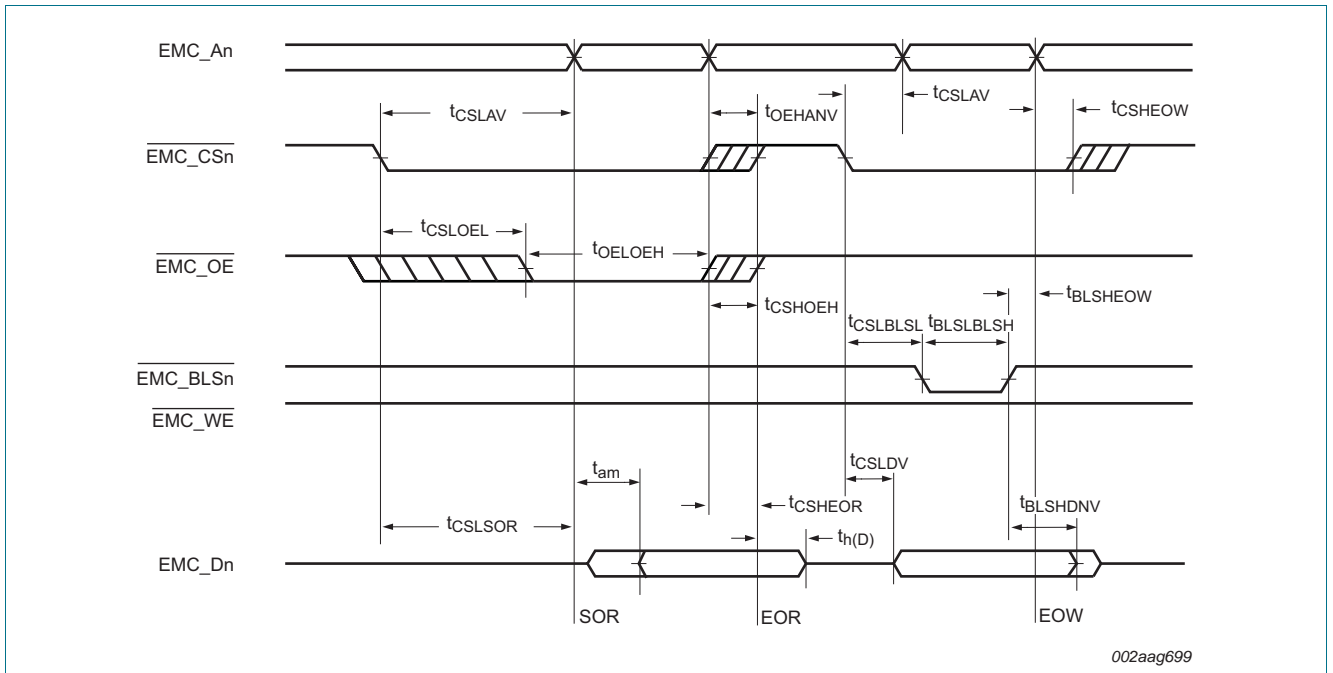 EMC_An
tCSLAV tOEHANV tCSLAV tCSHEOW
EMC_CSn
tCSLOEL tOELOEH
EMC_OE
tCSHOEH tBLSHEOW
tCSLBLSL tBLSLBLSH
EMC_BLSn
EMC_WE
tam tCSLDV
tCSLSOR tCSHEOR tBLSHDNV
th(D)
EMC_Dn
SOR EOR EOW
002aag699